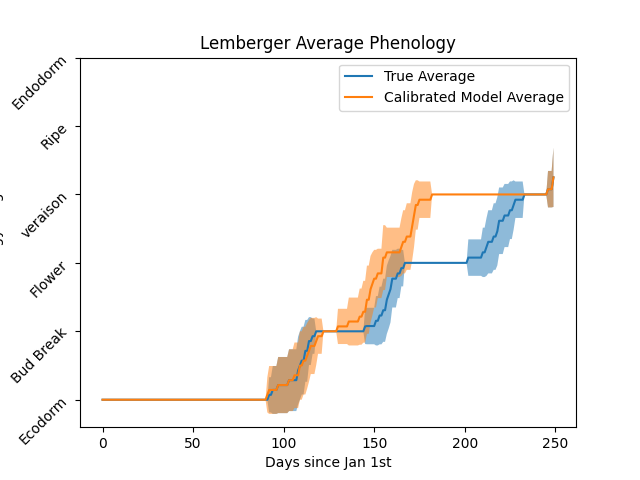 Lemberger Average Phenology
True Average
Calibrated Model Average
Endodorm
Ripe
veraison
Flower
Bud Break
Ecodorm
0 50 100 150 200 250
Days since Jan 1st